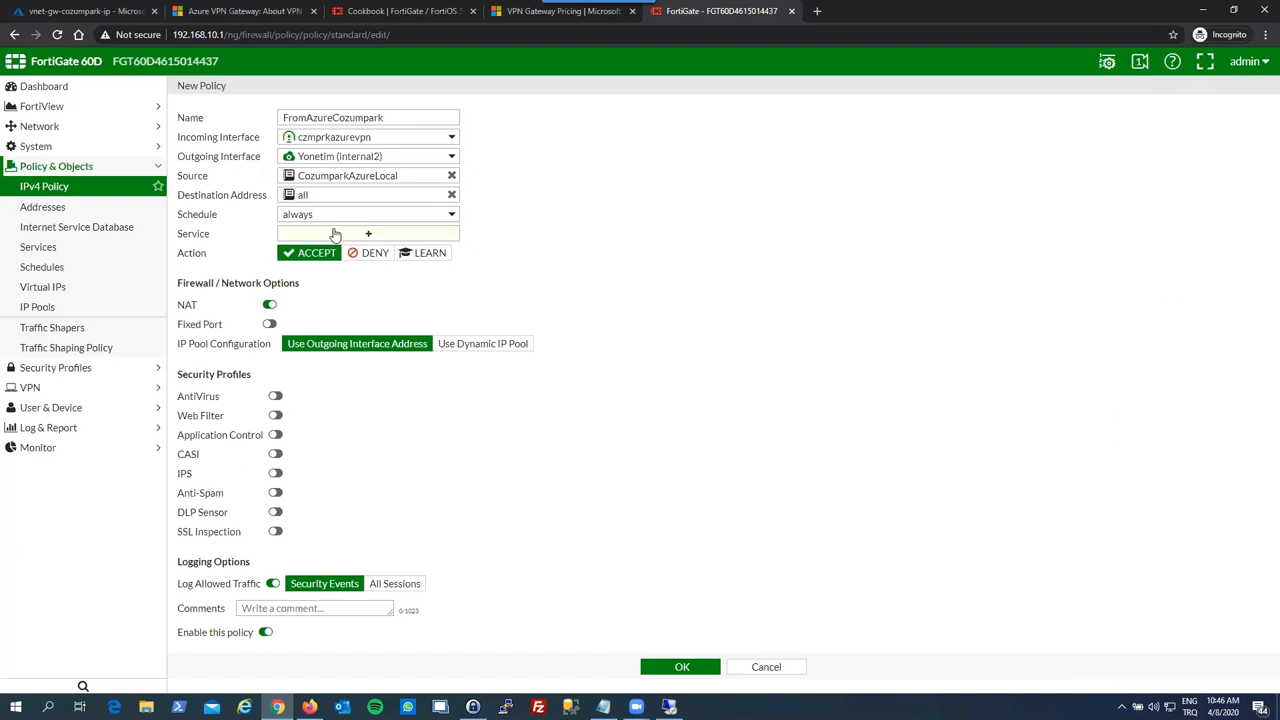 vnet-gw-cozumpark-ip - Microsof
Azure VPN Gateway: About VPN
Cookbook | FortiGate / FortiOS
VPN Gateway Pricing | Microsoft
FortiGate - FGT60D4615014437
Not secure
192.168.10.1/ng/firewall/policy/policy/standard/edit/
Incognito
FortiGate 60D
FGT60D4615014437
admin
Dashboard
FortiView
Network
System
Policy & Objects
IPv4 Policy
Addresses
Internet Service Database
Services
Schedules
Virtual IPs
IP Pools
Traffic Shapers
Traffic Shaping Policy
Security Profiles
VPN
User & Device
Log & Report
Monitor
New Policy
Name FromAzureCozumpark
Incoming Interface czmprkazurevpn
Outgoing Interface Yonetim (internal2)
Source CozumparkAzureLocal
Destination Address all
Schedule always
Service +
Action ACCEPT DENY LEARN
Firewall / Network Options
NAT
Fixed Port
IP Pool Configuration Use Outgoing Interface Address Use Dynamic IP Pool
Security Profiles
AntiVirus
Web Filter
Application Control
CASI
IPS
Anti-Spam
DLP Sensor
SSL Inspection
Logging Options
Log Allowed Traffic Security Events All Sessions
Comments Write a comment... 0/1023
Enable this policy
OK Cancel
ENG
TRQ
10:46 AM
4/8/2020
44